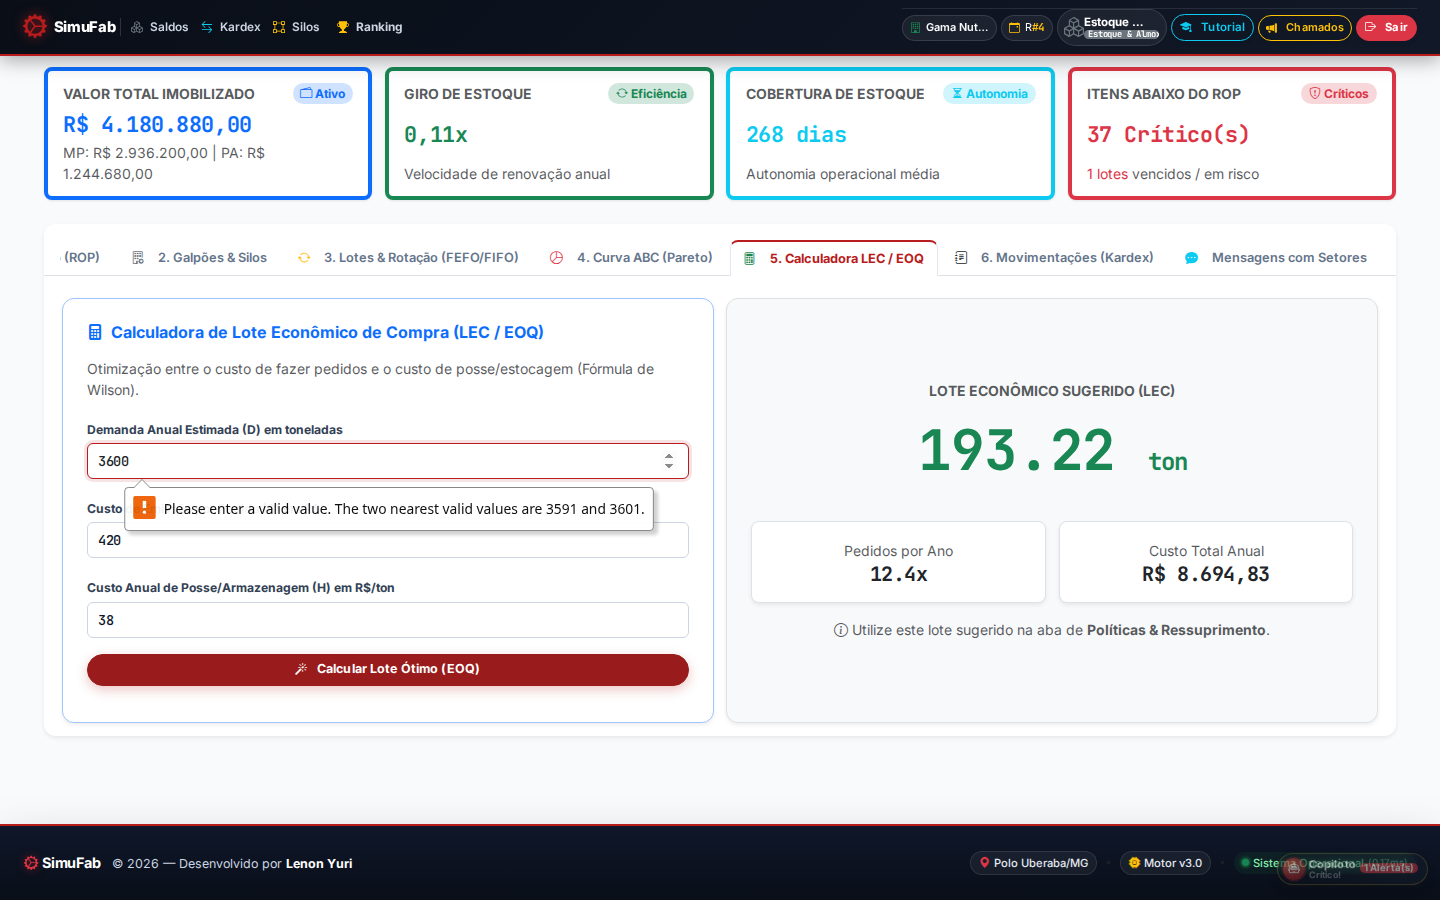 SimuFab
Saldos
Kardex
Silos
Ranking
Gama Nut...
R#4
Estoque ...
Estoque & Almo
Tutorial
Chamados
Sair
VALOR TOTAL IMOBILIZADO
Ativo
R$ 4.180.880,00
MP: R$ 2.936.200,00 | PA: R$
1.244.680,00
GIRO DE ESTOQUE
Eficiência
0,11x
Velocidade de renovação anual
COBERTURA DE ESTOQUE
Autonomia
268 dias
Autonomia operacional média
ITENS ABAIXO DO ROP
Críticos
37 Crítico(s)
1 lotes vencidos / em risco
(ROP)
2. Galpões & Silos
3. Lotes & Rotação (FEFO/FIFO)
4. Curva ABC (Pareto)
5. Calculadora LEC / EOQ
6. Movimentações (Kardex)
Mensagens com Setores
Calculadora de Lote Econômico de Compra (LEC / EOQ)
Otimização entre o custo de fazer pedidos e o custo de posse/estocagem (Fórmula de
Wilson).
Demanda Anual Estimada (D) em toneladas
3600
Custo
Please enter a valid value. The two nearest valid values are 3591 and 3601.
420
Custo Anual de Posse/Armazenagem (H) em R$/ton
38
Calcular Lote Ótimo (EOQ)
LOTE ECONÔMICO SUGERIDO (LEC)
193.22 ton
Pedidos por Ano
12.4x
Custo Total Anual
R$ 8.694,83
Utilize este lote sugerido na aba de Políticas & Ressuprimento.
SimuFab
© 2026 — Desenvolvido por Lenon Yuri
Polo Uberaba/MG
Motor v3.0
Sistema Operacional (0.17ms)
Copiloto
Crítico!
1 Alerta(s)